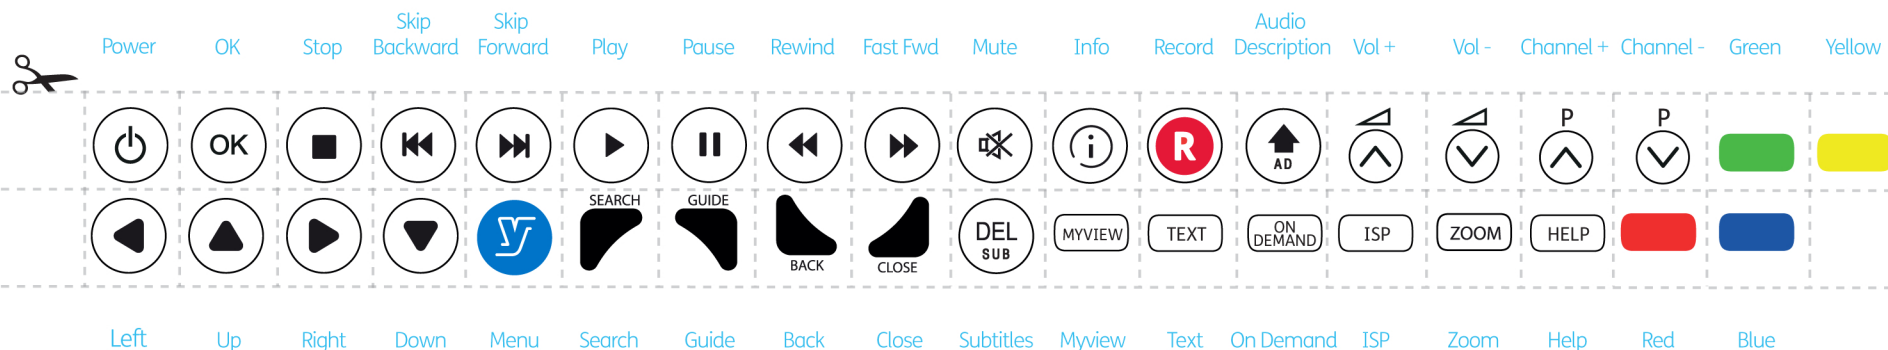 Power OK Stop Skip Backward Skip Forward Play Pause Rewind Fast Fwd Mute Info Record Audio Description Vol + Vol - Channel + Channel - Green Yellow
P P
OK R AD
SEARCH GUIDE
DEL SUB MYVIEW TEXT ON DEMAND ISP ZOOM HELP
BACK CLOSE
Left Up Right Down Menu Search Guide Back Close Subtitles Myview Text On Demand ISP Zoom Help Red Blue